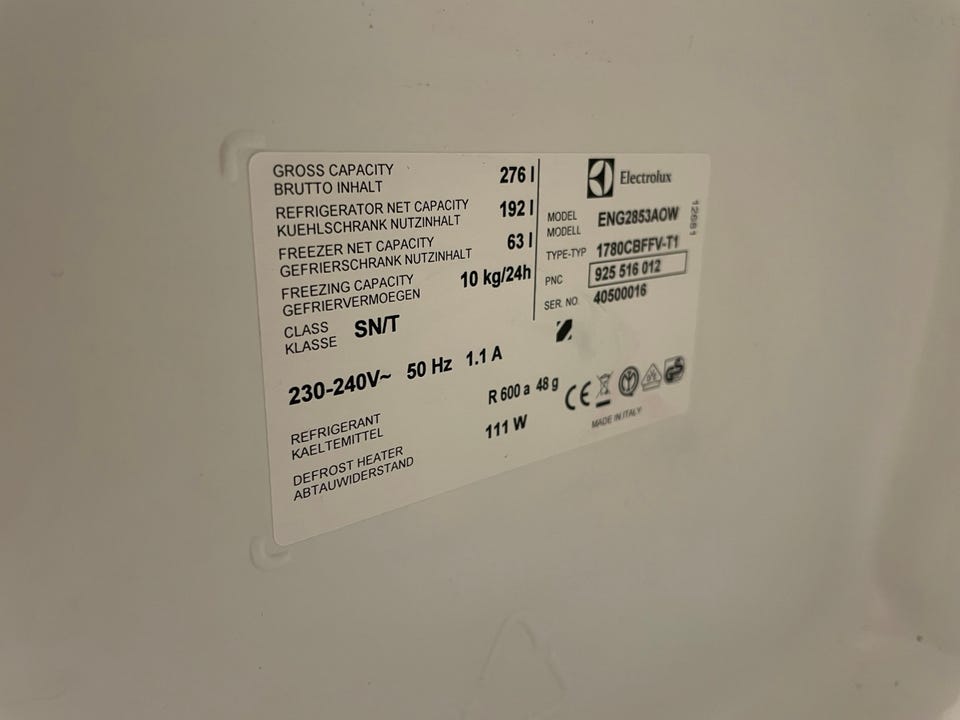 GROSS CAPACITY 276 l
BRUTTO INHALT
REFRIGERATOR NET CAPACITY 192 l
KUEHLSCHRANK NUTZINHALT
FREEZER NET CAPACITY 63 l
GEFRIERSCHRANK NUTZINHALT
FREEZING CAPACITY 10 kg/24h
GEFRIERVERMOEGEN
CLASS SN/T
KLASSE
230-240V~ 50 Hz 1.1 A
REFRIGERANT R 600 a 48 g
KAELTEMITTEL
DEFROST HEATER 111 W
ABTAUWIDERSTAND
Electrolux
MODEL ENG2853AOW
MODELL
TYPE-TYP 1780CBFFV-T1
PNC 925 516 012
SER. NO. 40500016
12681
CE
MADE IN ITALY